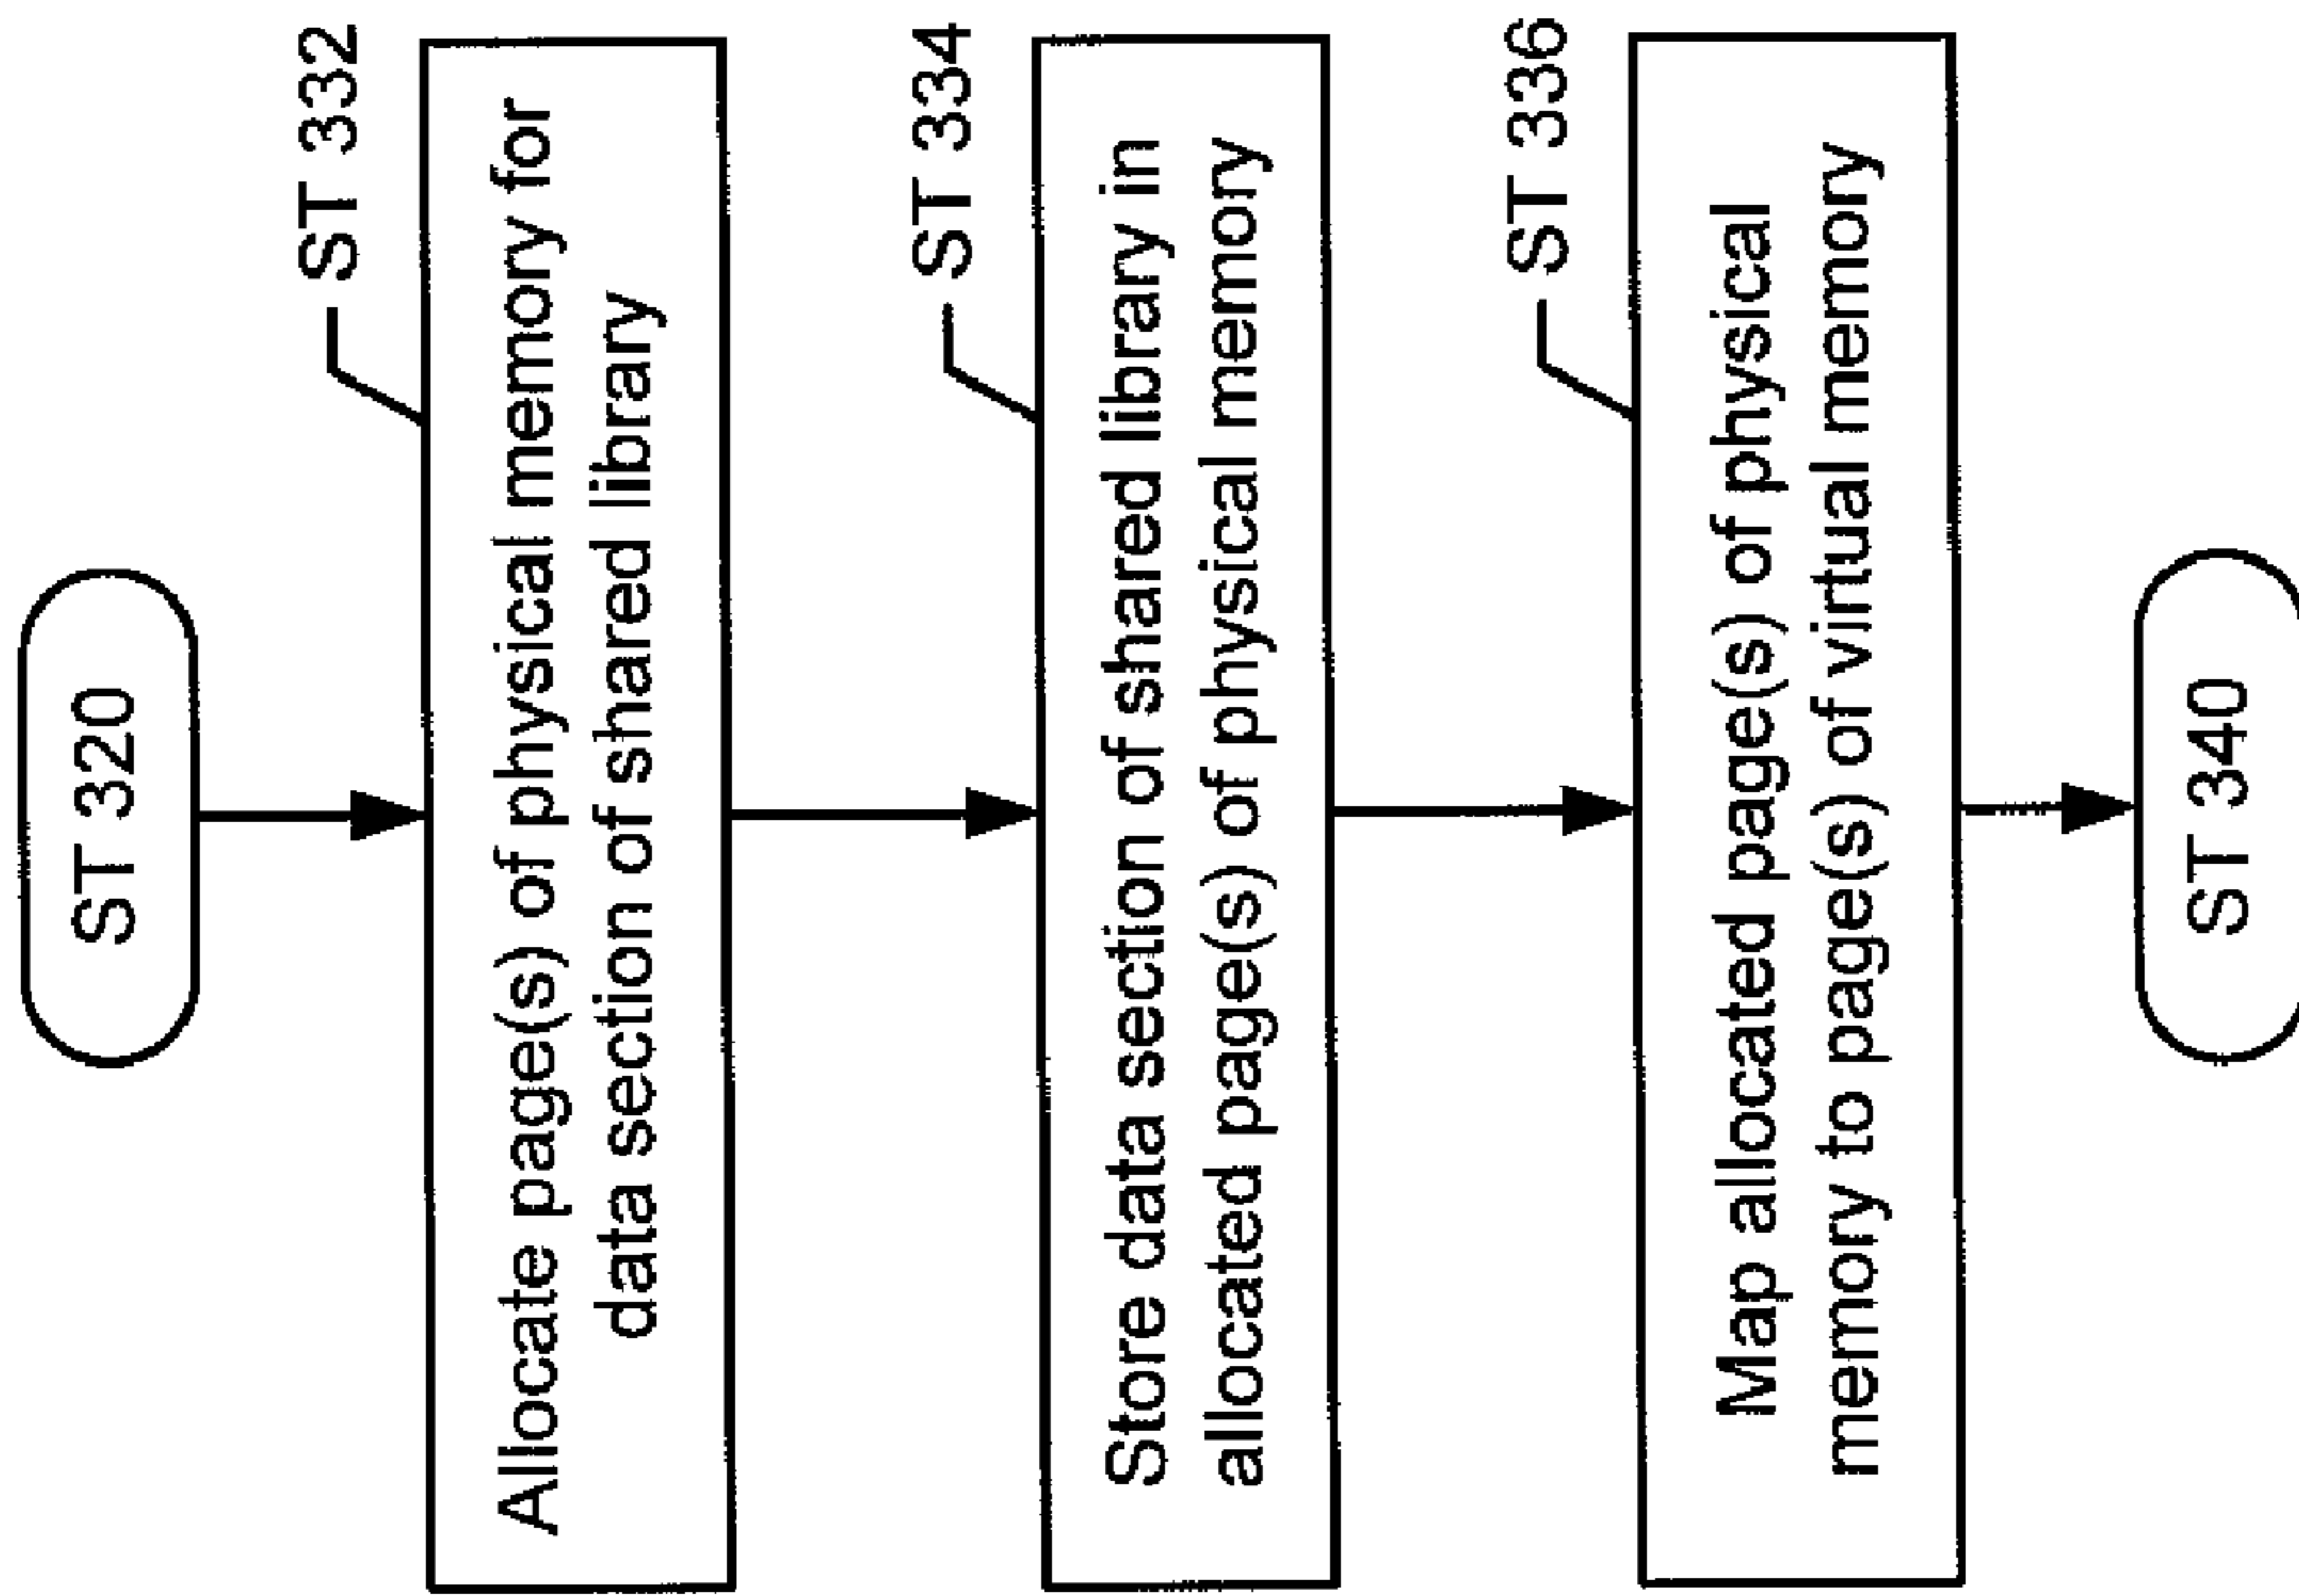 ST 320
ST 332
Allocate page(s) of physical memory for
data section of shared library
ST 334
Store data section of shared library in
allocated page(s) of physical memory
ST 336
Map allocated page(s) of physical
memory to page(s) of virtual memory
ST 340